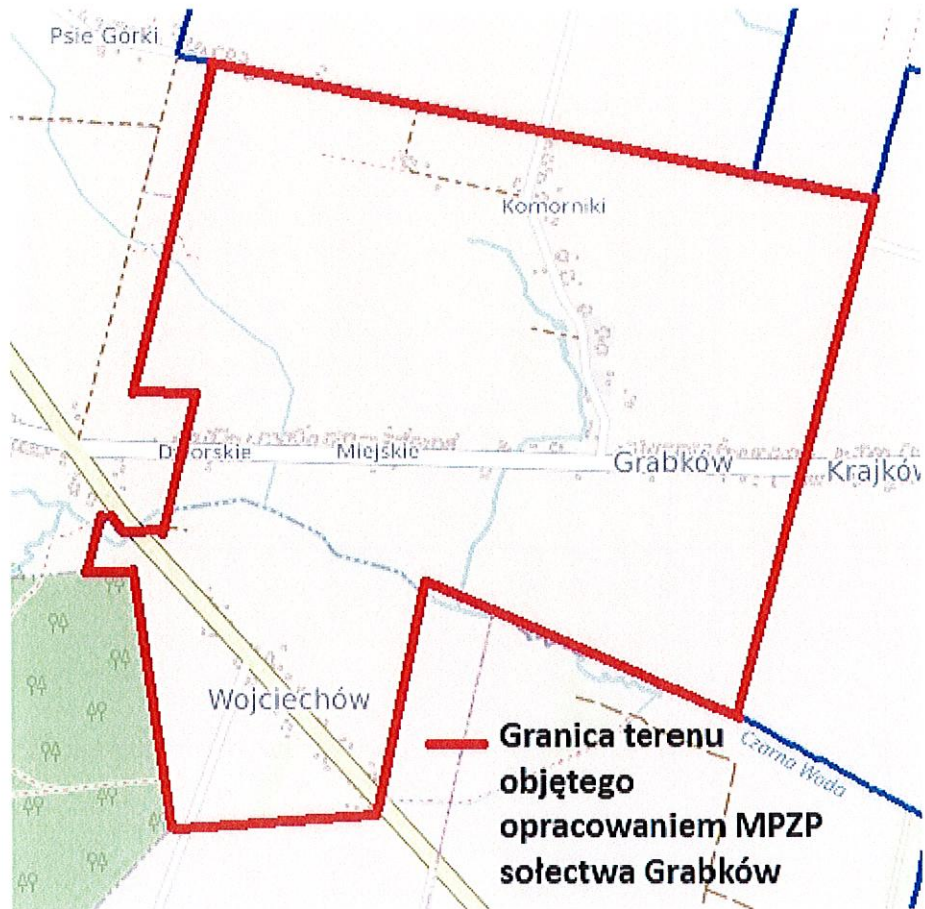 Psie Górki
Komorniki
Dworskie
Miejskie
Grabków
Krajków
Wojciechów
Czarna Woda
Granica terenu
objętego
opracowaniem MPZP
sołectwa Grabków